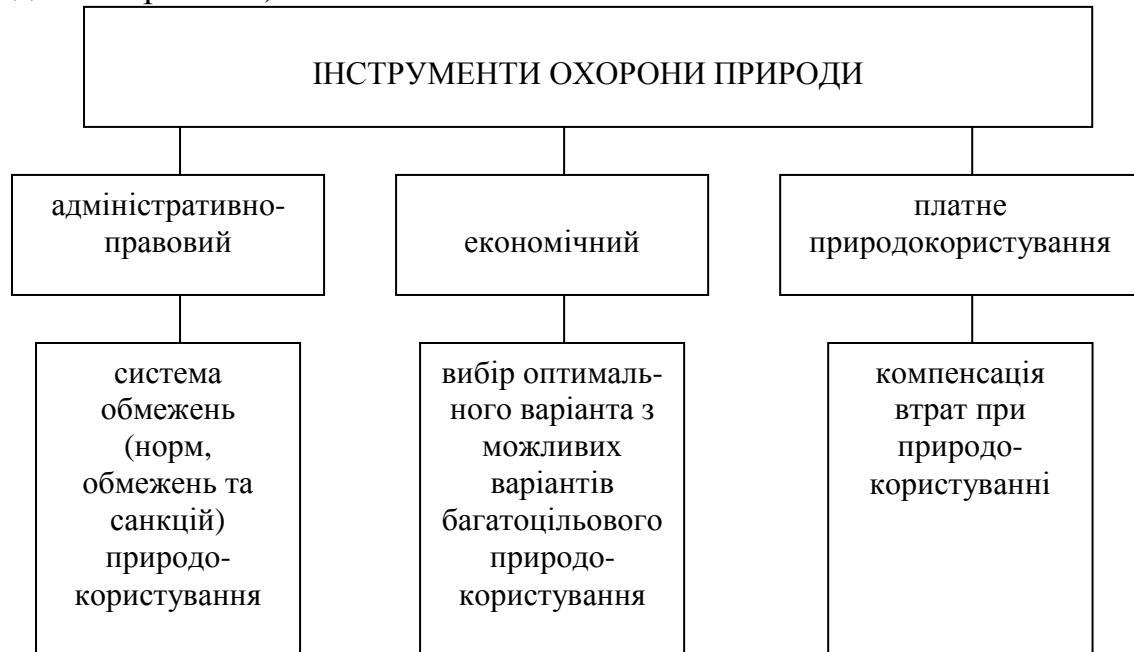 ІНСТРУМЕНТИ ОХОРОНИ ПРИРОДИ
адміністративно-
правовий
економічний
платне
природокористування
система
обмежень
(норм,
обмежень та
санкцій)
природо-
користування
вибір оптималь-
ного варіанта з
можливих
варіантів
багатоцільового
природо-
користування
компенсація
втрат при
природо-
користуванні